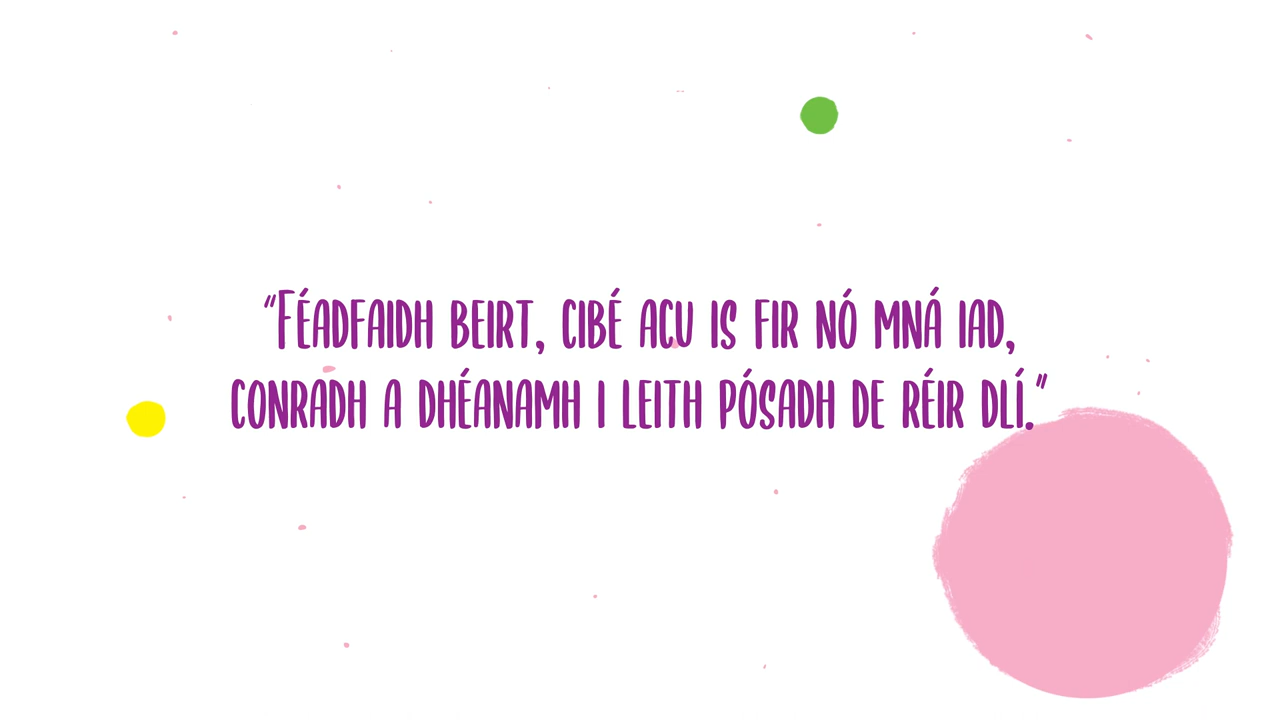 “Féadfaidh beirt, cibé acu is fir nó mná iad,
conradh a dhéanamh i leith pósadh de réir dlí.”